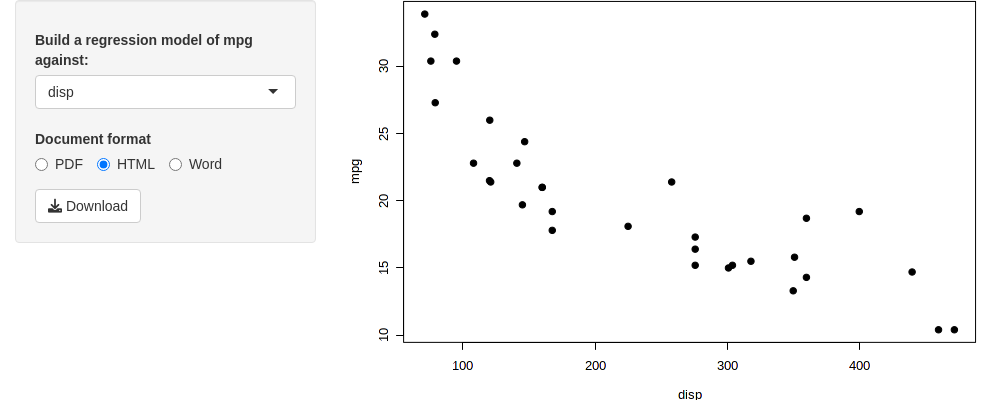 Build a regression model of mpg
against:
disp
Document format
PDF HTML Word
Download
mpg
30
25
20
15
10
100 200 300 400
disp